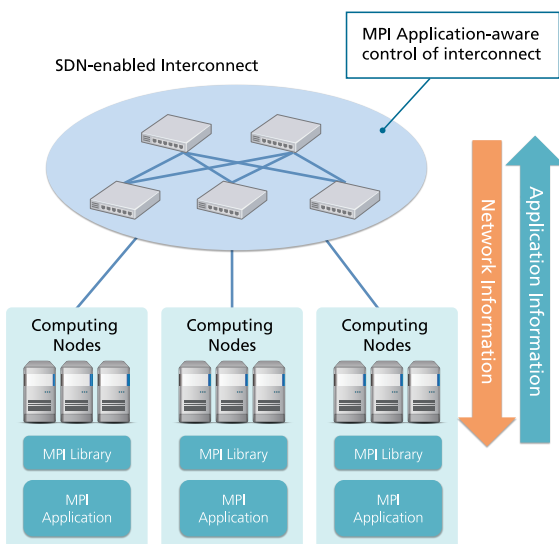 MPI Application-aware
control of interconnect
SDN-enabled Interconnect
Network Information
Application Information
Computing
Nodes
MPI Library
MPI
Application
Computing
Nodes
MPI Library
MPI
Application
Computing
Nodes
MPI Library
MPI
Application